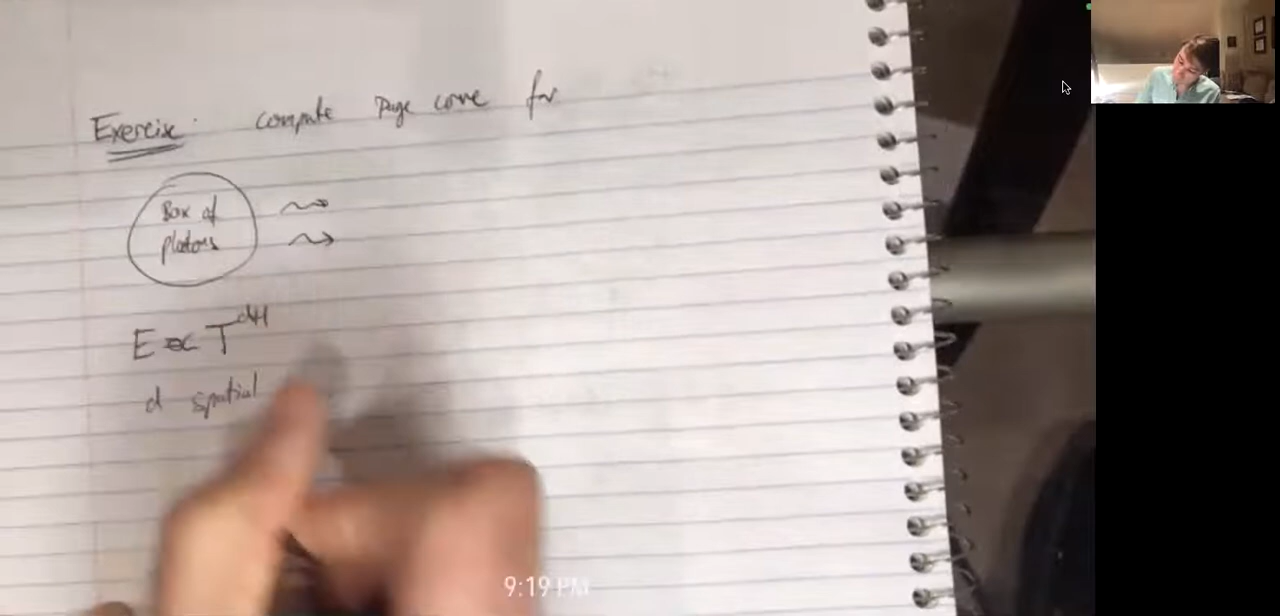 Exercise: compute Page curve for
Box of
photons
E ∝ T^{d+1}
d spatial
9:19 PM